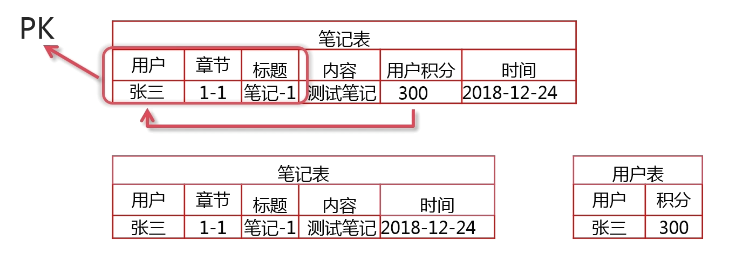 PK
笔记表
用户 章节 标题 内容 用户积分 时间
张三 1-1 笔记-1 测试笔记 300 2018-12-24
笔记表 用户表
用户 章节 标题 内容 时间 用户 积分
张三 1-1 笔记-1 测试笔记 2018-12-24 张三 300